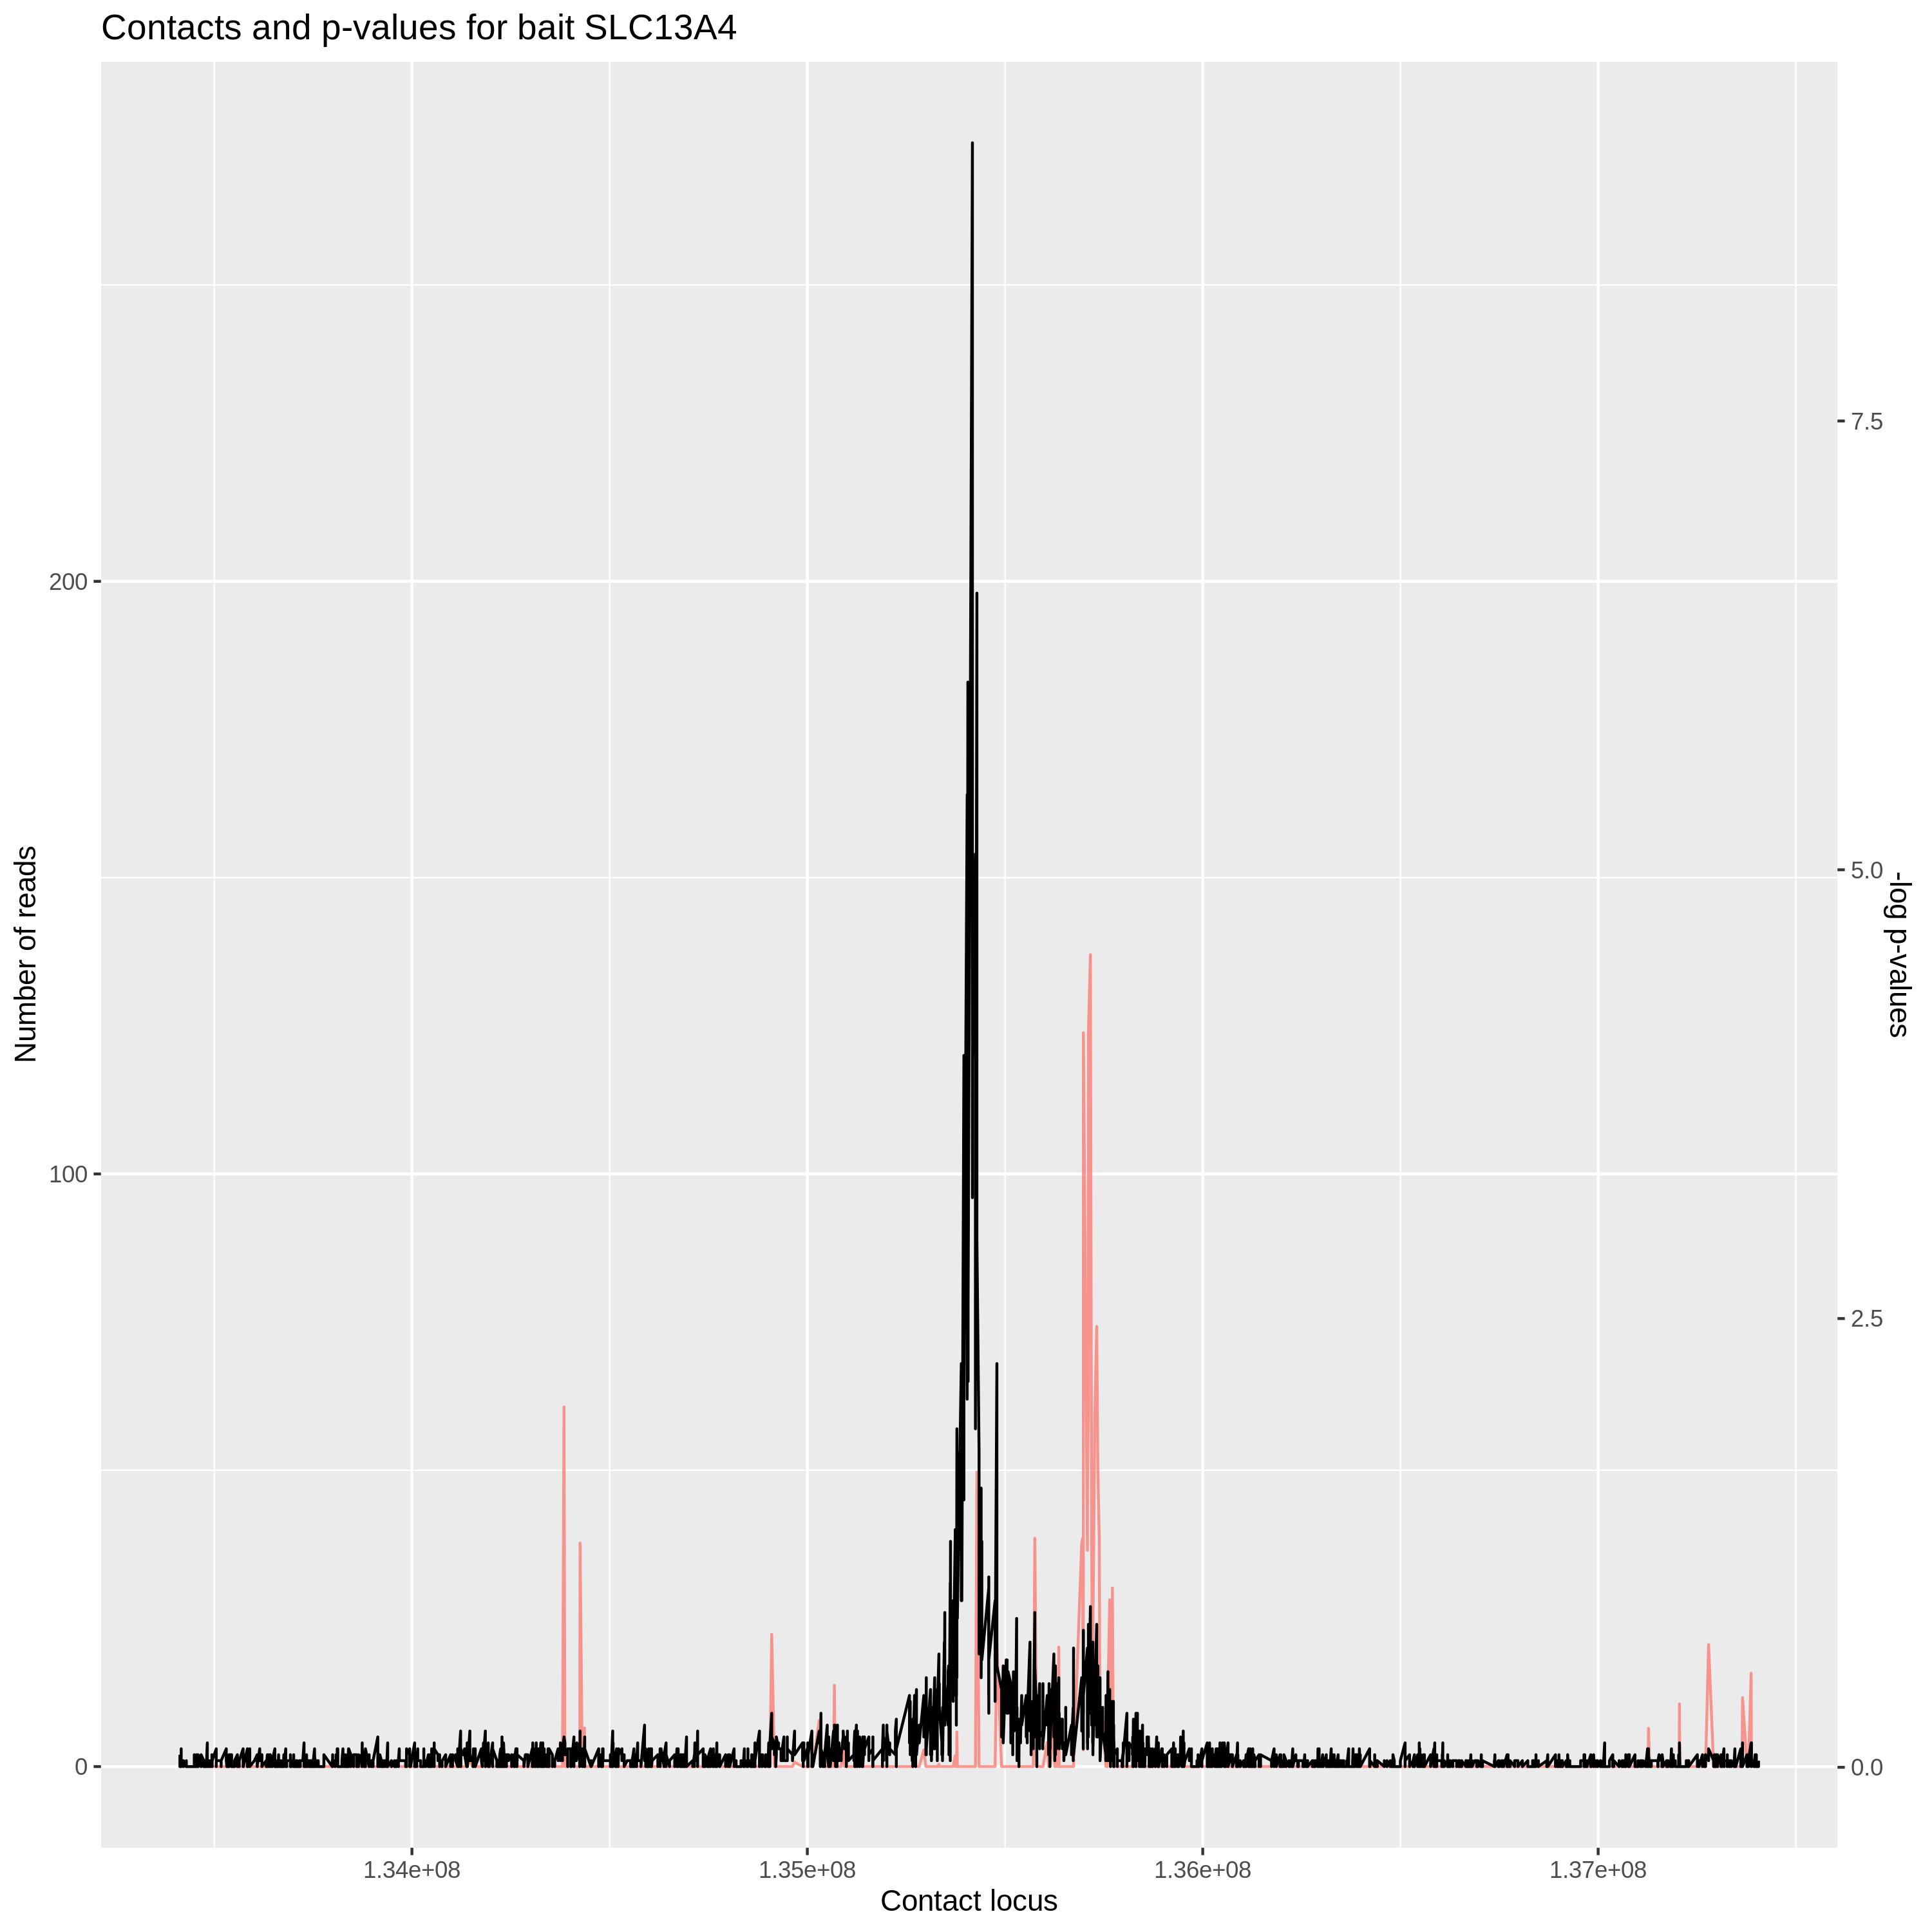 Contacts and p-values for bait SLC13A4
Number of reads
200
100
0
7.5
5.0
2.5
0.0
-log p-values
1.34e+08
1.35e+08
1.36e+08
1.37e+08
Contact locus